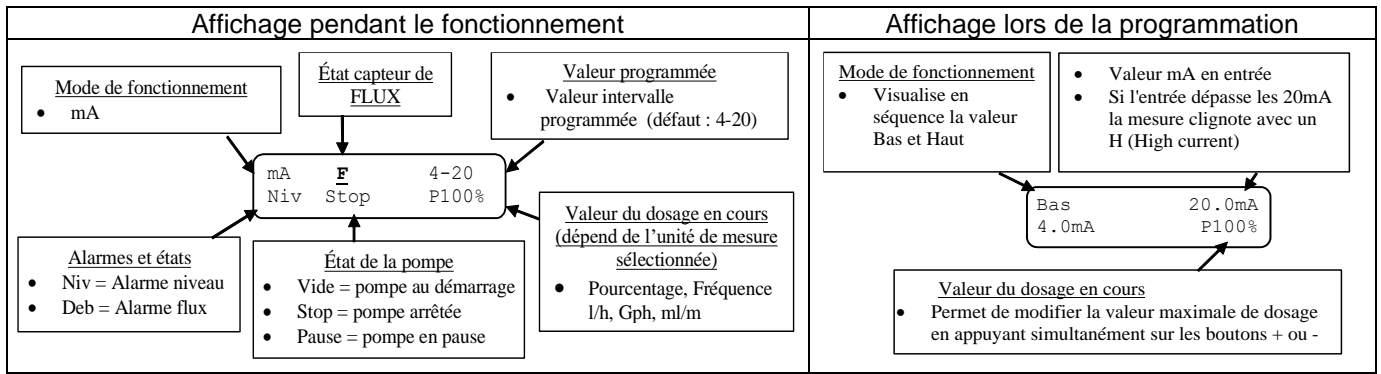 Affichage pendant le fonctionnement
Mode de fonctionnement
• mA
État capteur de
FLUX
Valeur programmée
• Valeur intervalle
programmée (défaut : 4-20)
mA F 4-20
Niv Stop P100%
Alarmes et états
• Niv = Alarme niveau
• Deb = Alarme flux
État de la pompe
• Vide = pompe au démarrage
• Stop = pompe arrêtée
• Pause = pompe en pause
Valeur du dosage en cours
(dépend de l’unité de mesure
sélectionnée)
• Pourcentage, Fréquence
l/h, Gph, ml/m
Affichage lors de la programmation
Mode de fonctionnement
• Visualise en
séquence la valeur
Bas et Haut
• Valeur mA en entrée
• Si l'entrée dépasse les 20mA
la mesure clignote avec un
H (High current)
Bas 20.0mA
4.0mA P100%
Valeur du dosage en cours
• Permet de modifier la valeur maximale de dosage
en appuyant simultanément sur les boutons + ou -